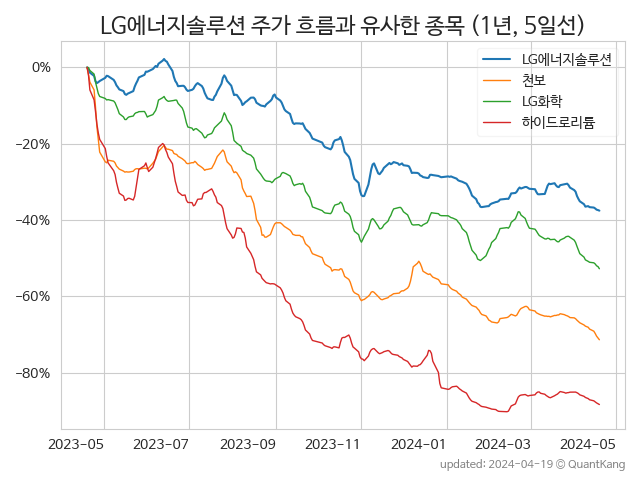 LG에너지솔루션 주가 흐름과 유사한 종목 (1년, 5일선)
LG에너지솔루션
천보
LG화학
하이드로리튬
0%
−20%
−40%
−60%
−80%
2023-05 2023-07 2023-09 2023-11 2024-01 2024-03 2024-05
updated: 2024-04-19 © QuantKang